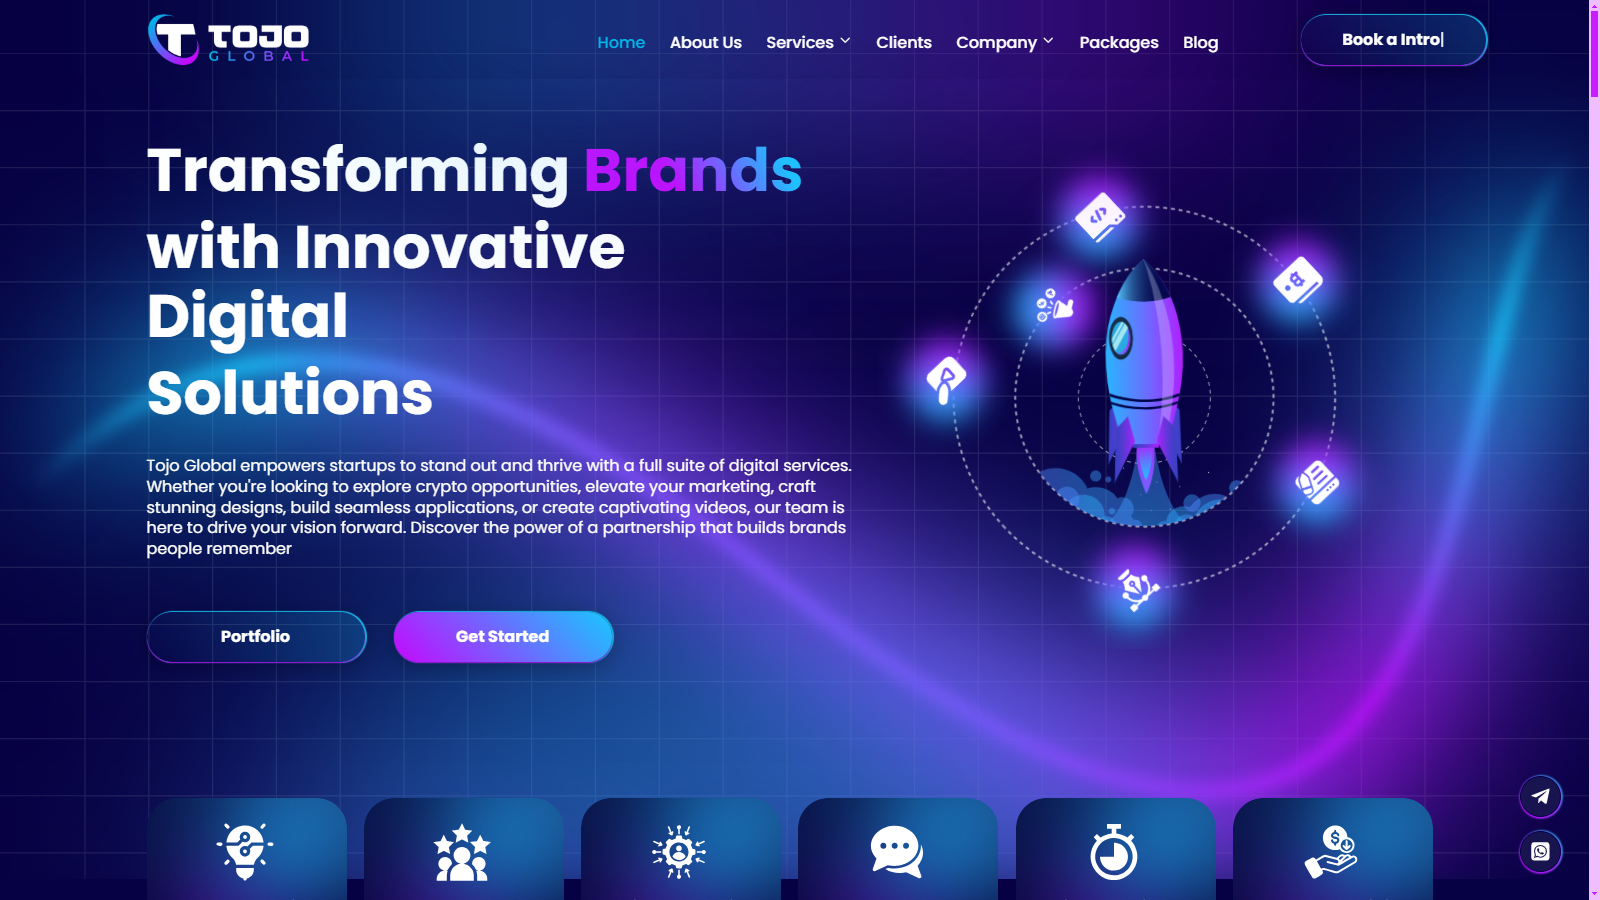 TOJO
GLOBAL
Home
About Us
Services
Clients
Company
Packages
Blog
Book a Intro|
Transforming Brands
with Innovative
Digital
Solutions
Tojo Global empowers startups to stand out and thrive with a full suite of digital services.
Whether you're looking to explore crypto opportunities, elevate your marketing, craft
stunning designs, build seamless applications, or create captivating videos, our team is
here to drive your vision forward. Discover the power of a partnership that builds brands
people remember
Portfolio
Get Started